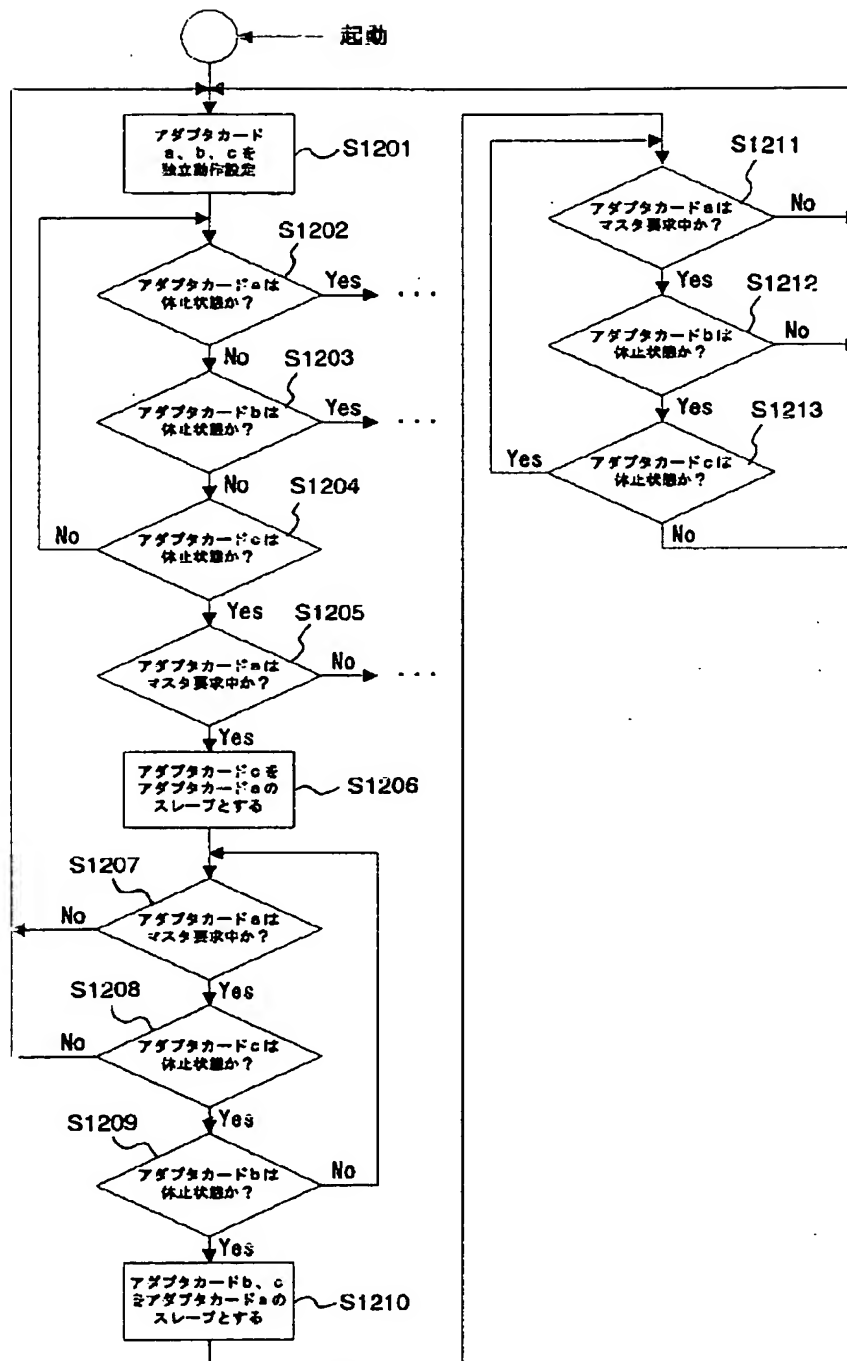 起動
アダプタカード
a、b、cを
独立動作設定
S1201
S1202
アダプタカードaは
休止状態か？
Yes
・・・
No
S1203
アダプタカードbは
休止状態か？
Yes
・・・
No
S1204
アダプタカードcは
休止状態か？
No
Yes
S1205
アダプタカードaは
マスタ要求中か？
No
・・・
Yes
アダプタカードcを
アダプタカードaの
スレーブとする
S1206
S1207
アダプタカードaは
マスタ要求中か？
No
Yes
S1208
アダプタカードcは
休止状態か？
No
Yes
S1209
アダプタカードbは
休止状態か？
No
Yes
アダプタカードb、c
をアダプタカードaの
スレーブとする
S1210
S1211
アダプタカードaは
マスタ要求中か？
No
Yes
S1212
アダプタカードbは
休止状態か？
No
Yes
S1213
アダプタカードcは
休止状態か？
Yes
No